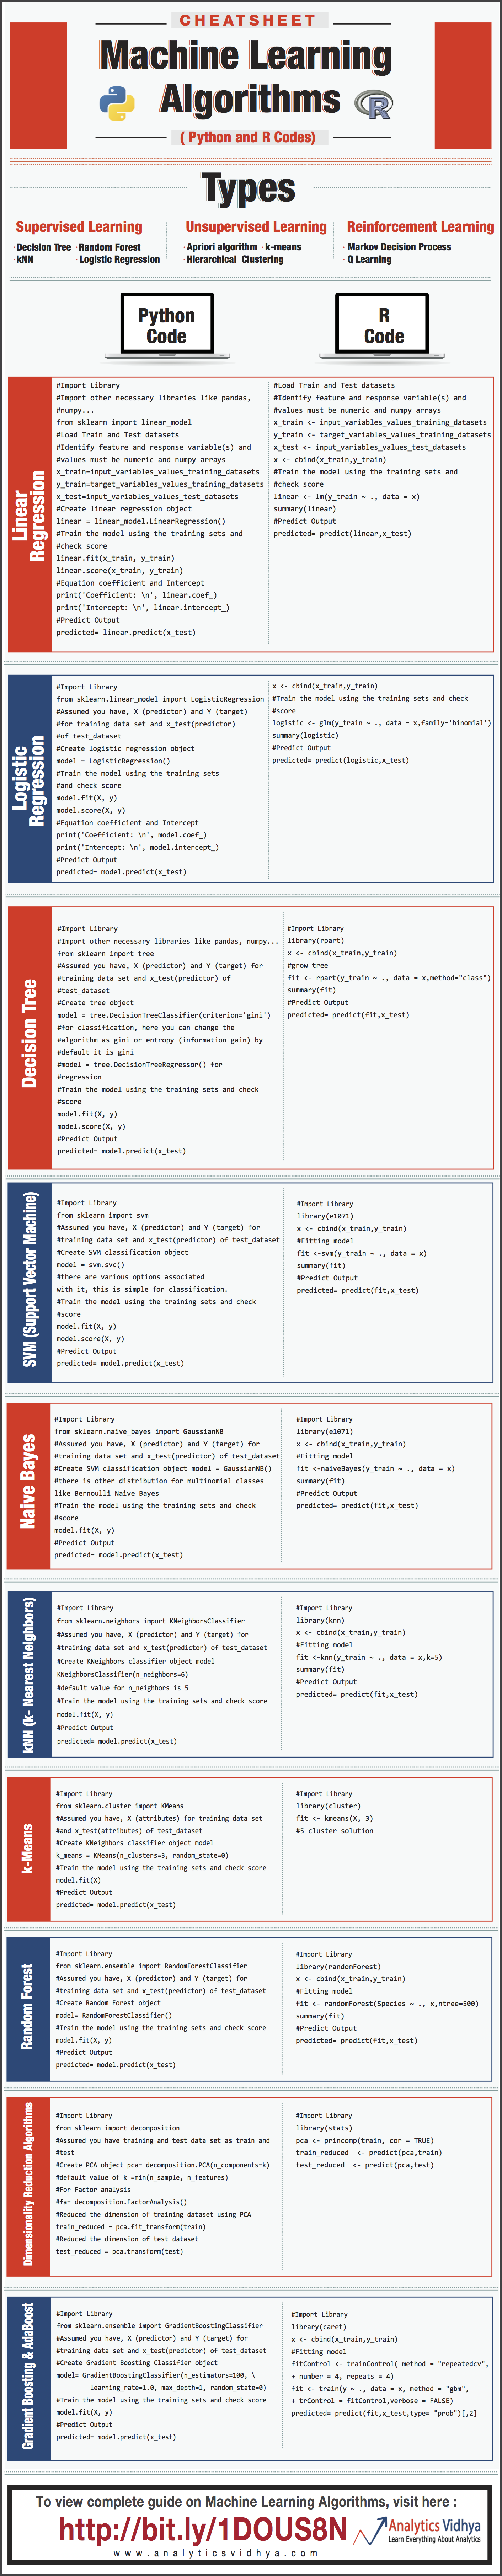 CHEATSHEET
Machine Learning
Algorithms
( Python and R Codes)
Types
Supervised Learning
·Decision Tree ·Random Forest
·kNN ·Logistic Regression
Unsupervised Learning
·Apriori algorithm ·k-means
·Hierarchical Clustering
Reinforcement Learning
· Markov Decision Process
· Q Learning
Python
Code
R
Code
Linear
Regression
#Import Library
#Import other necessary libraries like pandas,
#numpy...
from sklearn import linear_model
#Load Train and Test datasets
#Identify feature and response variable(s) and
#values must be numeric and numpy arrays
x_train=input_variables_values_training_datasets
y_train=target_variables_values_training_datasets
x_test=input_variables_values_test_datasets
#Create linear regression object
linear = linear_model.LinearRegression()
#Train the model using the training sets and
#check score
linear.fit(x_train, y_train)
linear.score(x_train, y_train)
#Equation coefficient and Intercept
print('Coefficient: \n', linear.coef_)
print('Intercept: \n', linear.intercept_)
#Predict Output
predicted= linear.predict(x_test)
#Load Train and Test datasets
#Identify feature and response variable(s) and
#values must be numeric and numpy arrays
x_train <- input_variables_values_training_datasets
y_train <- target_variables_values_training_datasets
x_test <- input_variables_values_test_datasets
x <- cbind(x_train,y_train)
#Train the model using the training sets and
#check score
linear <- lm(y_train ~ ., data = x)
summary(linear)
#Predict Output
predicted= predict(linear,x_test)
Logistic
Regression
#Import Library
from sklearn.linear_model import LogisticRegression
#Assumed you have, X (predictor) and Y (target)
#for training data set and x_test(predictor)
#of test_dataset
#Create logistic regression object
model = LogisticRegression()
#Train the model using the training sets
#and check score
model.fit(X, y)
model.score(X, y)
#Equation coefficient and Intercept
print('Coefficient: \n', model.coef_)
print('Intercept: \n', model.intercept_)
#Predict Output
predicted= model.predict(x_test)
x <- cbind(x_train,y_train)
#Train the model using the training sets and check
#score
logistic <- glm(y_train ~ ., data = x,family='binomial')
summary(logistic)
#Predict Output
predicted= predict(logistic,x_test)
Decision Tree
#Import Library
#Import other necessary libraries like pandas, numpy...
from sklearn import tree
#Assumed you have, X (predictor) and Y (target) for
#training data set and x_test(predictor) of
#test_dataset
#Create tree object
model = tree.DecisionTreeClassifier(criterion='gini')
#for classification, here you can change the
#algorithm as gini or entropy (information gain) by
#default it is gini
#model = tree.DecisionTreeRegressor() for
#regression
#Train the model using the training sets and check
#score
model.fit(X, y)
model.score(X, y)
#Predict Output
predicted= model.predict(x_test)
#Import Library
library(rpart)
x <- cbind(x_train,y_train)
#grow tree
fit <- rpart(y_train ~ ., data = x,method="class")
summary(fit)
#Predict Output
predicted= predict(fit,x_test)
SVM (Support Vector Machine)
#Import Library
from sklearn import svm
#Assumed you have, X (predictor) and Y (target) for
#training data set and x_test(predictor) of test_dataset
#Create SVM classification object
model = svm.svc()
#there are various options associated
with it, this is simple for classification.
#Train the model using the training sets and check
#score
model.fit(X, y)
model.score(X, y)
#Predict Output
predicted= model.predict(x_test)
#Import Library
library(e1071)
x <- cbind(x_train,y_train)
#Fitting model
fit <-svm(y_train ~ ., data = x)
summary(fit)
#Predict Output
predicted= predict(fit,x_test)
Naive Bayes
#Import Library
from sklearn.naive_bayes import GaussianNB
#Assumed you have, X (predictor) and Y (target) for
#training data set and x_test(predictor) of test_dataset
#Create SVM classification object model = GaussianNB()
#there is other distribution for multinomial classes
like Bernoulli Naive Bayes
#Train the model using the training sets and check
#score
model.fit(X, y)
#Predict Output
predicted= model.predict(x_test)
#Import Library
library(e1071)
x <- cbind(x_train,y_train)
#Fitting model
fit <-naiveBayes(y_train ~ ., data = x)
summary(fit)
#Predict Output
predicted= predict(fit,x_test)
kNN (k- Nearest Neighbors)
#Import Library
from sklearn.neighbors import KNeighborsClassifier
#Assumed you have, X (predictor) and Y (target) for
#training data set and x_test(predictor) of test_dataset
#Create KNeighbors classifier object model
KNeighborsClassifier(n_neighbors=6)
#default value for n_neighbors is 5
#Train the model using the training sets and check score
model.fit(X, y)
#Predict Output
predicted= model.predict(x_test)
#Import Library
library(knn)
x <- cbind(x_train,y_train)
#Fitting model
fit <-knn(y_train ~ ., data = x,k=5)
summary(fit)
#Predict Output
predicted= predict(fit,x_test)
k-Means
#Import Library
from sklearn.cluster import KMeans
#Assumed you have, X (attributes) for training data set
#and x_test(attributes) of test_dataset
#Create KNeighbors classifier object model
k_means = KMeans(n_clusters=3, random_state=0)
#Train the model using the training sets and check score
model.fit(X)
#Predict Output
predicted= model.predict(x_test)
#Import Library
library(cluster)
fit <- kmeans(X, 3)
#5 cluster solution
Random Forest
#Import Library
from sklearn.ensemble import RandomForestClassifier
#Assumed you have, X (predictor) and Y (target) for
#training data set and x_test(predictor) of test_dataset
#Create Random Forest object
model= RandomForestClassifier()
#Train the model using the training sets and check score
model.fit(X, y)
#Predict Output
predicted= model.predict(x_test)
#Import Library
library(randomForest)
x <- cbind(x_train,y_train)
#Fitting model
fit <- randomForest(Species ~ ., x,ntree=500)
summary(fit)
#Predict Output
predicted= predict(fit,x_test)
Dimensionality Reduction Algorithms
#Import Library
from sklearn import decomposition
#Assumed you have training and test data set as train and
#test
#Create PCA object pca= decomposition.PCA(n_components=k)
#default value of k =min(n_sample, n_features)
#For Factor analysis
#fa= decomposition.FactorAnalysis()
#Reduced the dimension of training dataset using PCA
train_reduced = pca.fit_transform(train)
#Reduced the dimension of test dataset
test_reduced = pca.transform(test)
#Import Library
library(stats)
pca <- princomp(train, cor = TRUE)
train_reduced <- predict(pca,train)
test_reduced <- predict(pca,test)
Gradient Boosting & AdaBoost
#Import Library
from sklearn.ensemble import GradientBoostingClassifier
#Assumed you have, X (predictor) and Y (target) for
#training data set and x_test(predictor) of test_dataset
#Create Gradient Boosting Classifier object
model= GradientBoostingClassifier(n_estimators=100, \
learning_rate=1.0, max_depth=1, random_state=0)
#Train the model using the training sets and check score
model.fit(X, y)
#Predict Output
predicted= model.predict(x_test)
#Import Library
library(caret)
x <- cbind(x_train,y_train)
#Fitting model
fitControl <- trainControl( method = "repeatedcv",
+ number = 4, repeats = 4)
fit <- train(y ~ ., data = x, method = "gbm",
+ trControl = fitControl,verbose = FALSE)
predicted= predict(fit,x_test,type= "prob")[,2]
To view complete guide on Machine Learning Algorithms, visit here :
http://bit.ly/1DOUS8N
Analytics Vidhya
Learn Everything About Analytics
www.analyticsvidhya.com